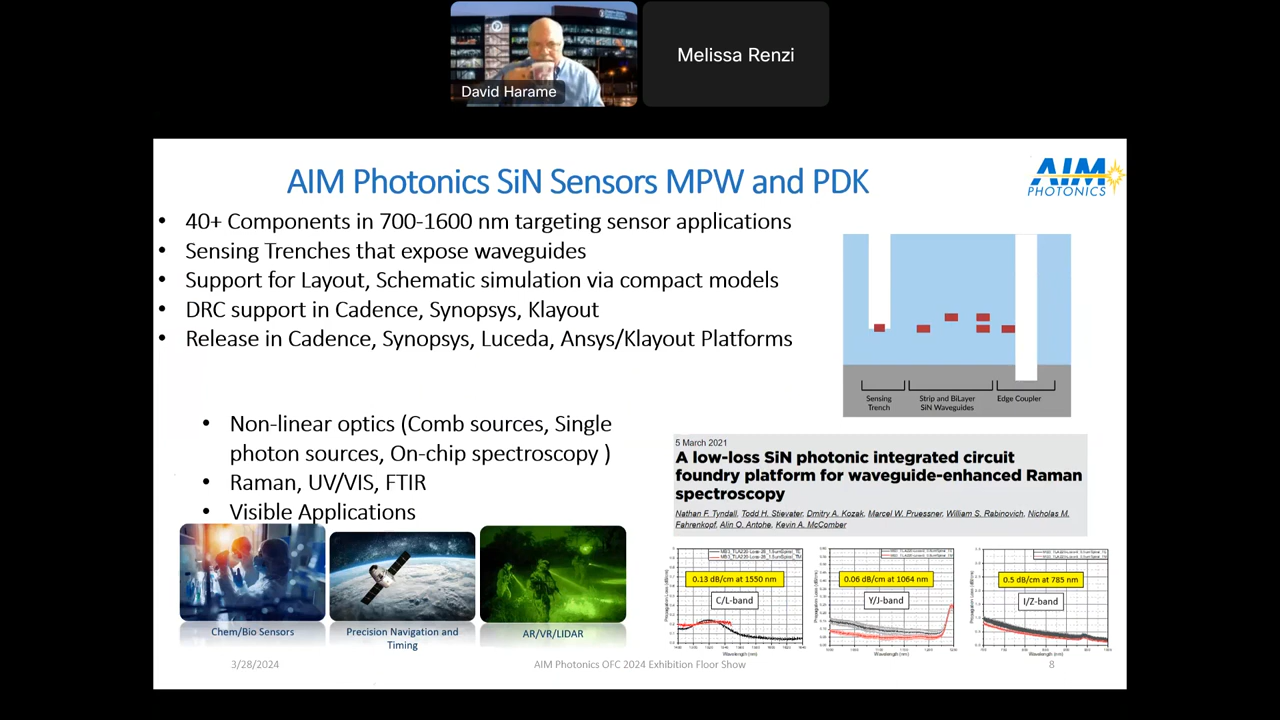 David Harame
Melissa Renzi
AIM Photonics SiN Sensors MPW and PDK
AIM
PHOTONICS
• 40+ Components in 700-1600 nm targeting sensor applications
• Sensing Trenches that expose waveguides
• Support for Layout, Schematic simulation via compact models
• DRC support in Cadence, Synopsys, Klayout
• Release in Cadence, Synopsys, Luceda, Ansys/Klayout Platforms
Sensing
Trench
Strip and BiLayer
SiN Waveguides
Edge Coupler
• Non-linear optics (Comb sources, Single
photon sources, On-chip spectroscopy )
• Raman, UV/VIS, FTIR
• Visible Applications
5 March 2021
A low-loss SiN photonic integrated circuit
foundry platform for waveguide-enhanced Raman
spectroscopy
Nathan F. Tyndall, Todd H. Stievater, Dmitry A. Kozak, Marcel W. Pruessner, William S. Rabinovich, Nicholas M.
Fahrenkopf, Alin O. Antohe, Kevin A. McComber
Chem/Bio Sensors
Precision Navigation and
Timing
AR/VR/LIDAR
0.13 dB/cm at 1550 nm
C/L-band
Wavelength (nm)
0.06 dB/cm at 1064 nm
Y/J-band
Wavelength (nm)
0.5 dB/cm at 785 nm
I/Z-band
Wavelength (nm)
3/28/2024
AIM Photonics OFC 2024 Exhibition Floor Show
8